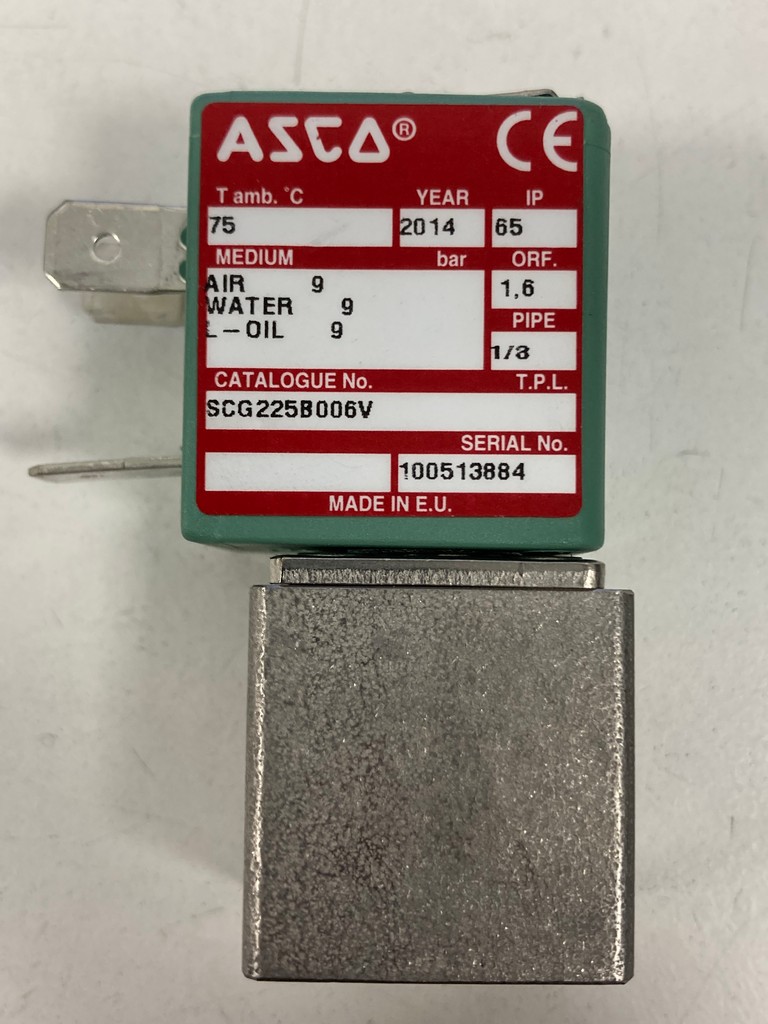 ASCO® CE
T amb. °C YEAR IP
75 2014 65
MEDIUM bar ORF.
AIR 9 1,6
WATER 9
PIPE
L-OIL 9
1/8
CATALOGUE No. T.P.L.
SCG225B006V
SERIAL No.
100513884
MADE IN E.U.